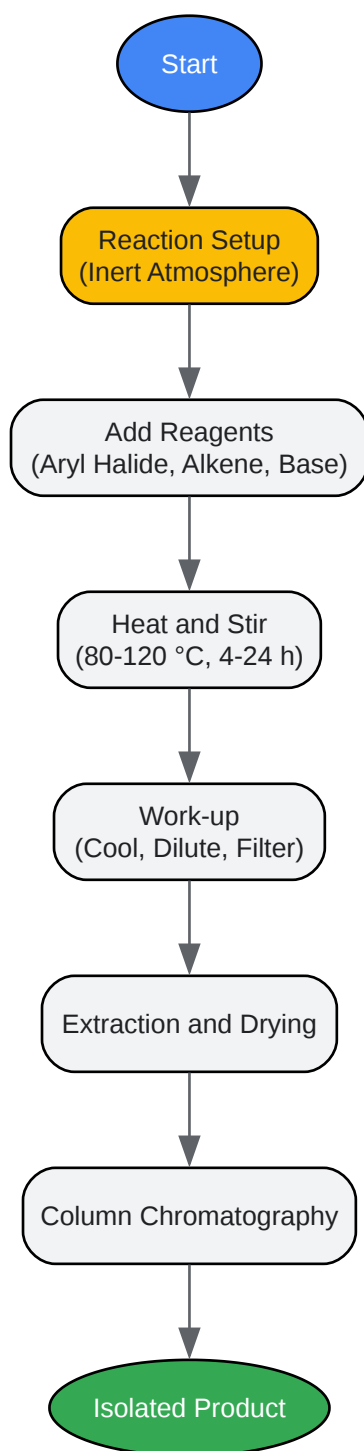 Start
Reaction Setup
(Inert Atmosphere)
Add Reagents
(Aryl Halide, Alkene, Base)
Heat and Stir
(80-120 °C, 4-24 h)
Work-up
(Cool, Dilute, Filter)
Extraction and Drying
Column Chromatography
Isolated Product